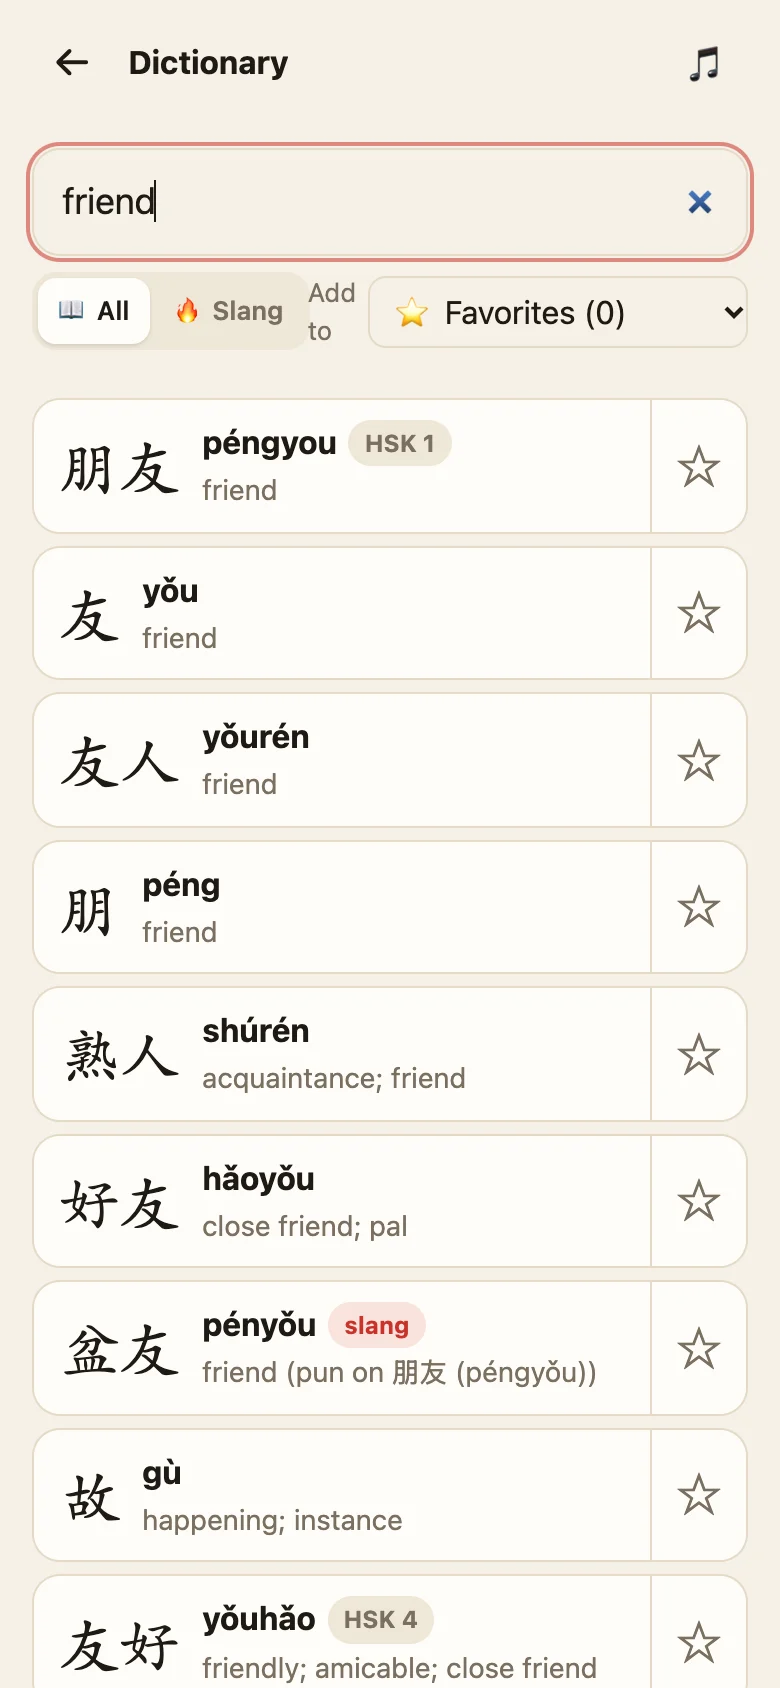 Dictionary
friend
All
Slang
Add to
Favorites (0)
朋友 péngyou HSK 1
friend
友 yǒu
friend
友人 yǒurén
friend
朋 péng
friend
熟人 shúrén
acquaintance; friend
好友 hǎoyǒu
close friend; pal
盆友 pényǒu slang
friend (pun on 朋友 (péngyǒu))
故 gù
happening; instance
友好 yǒuhǎo HSK 4
friendly; amicable; close friend